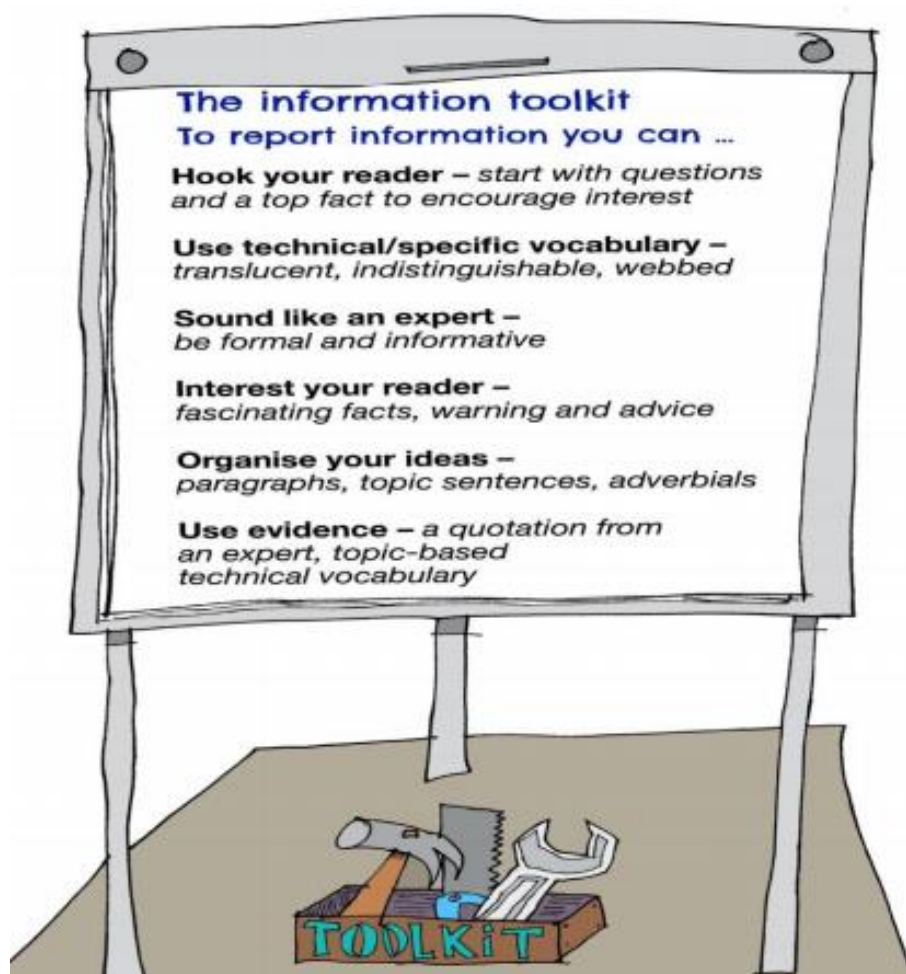 The information toolkit
To report information you can ...
Hook your reader – start with questions
and a top fact to encourage interest
Use technical/specific vocabulary –
translucent, indistinguishable, webbed
Sound like an expert –
be formal and informative
Interest your reader –
fascinating facts, warning and advice
Organise your ideas –
paragraphs, topic sentences, adverbials
Use evidence – a quotation from
an expert, topic-based
technical vocabulary
TOOLKiT